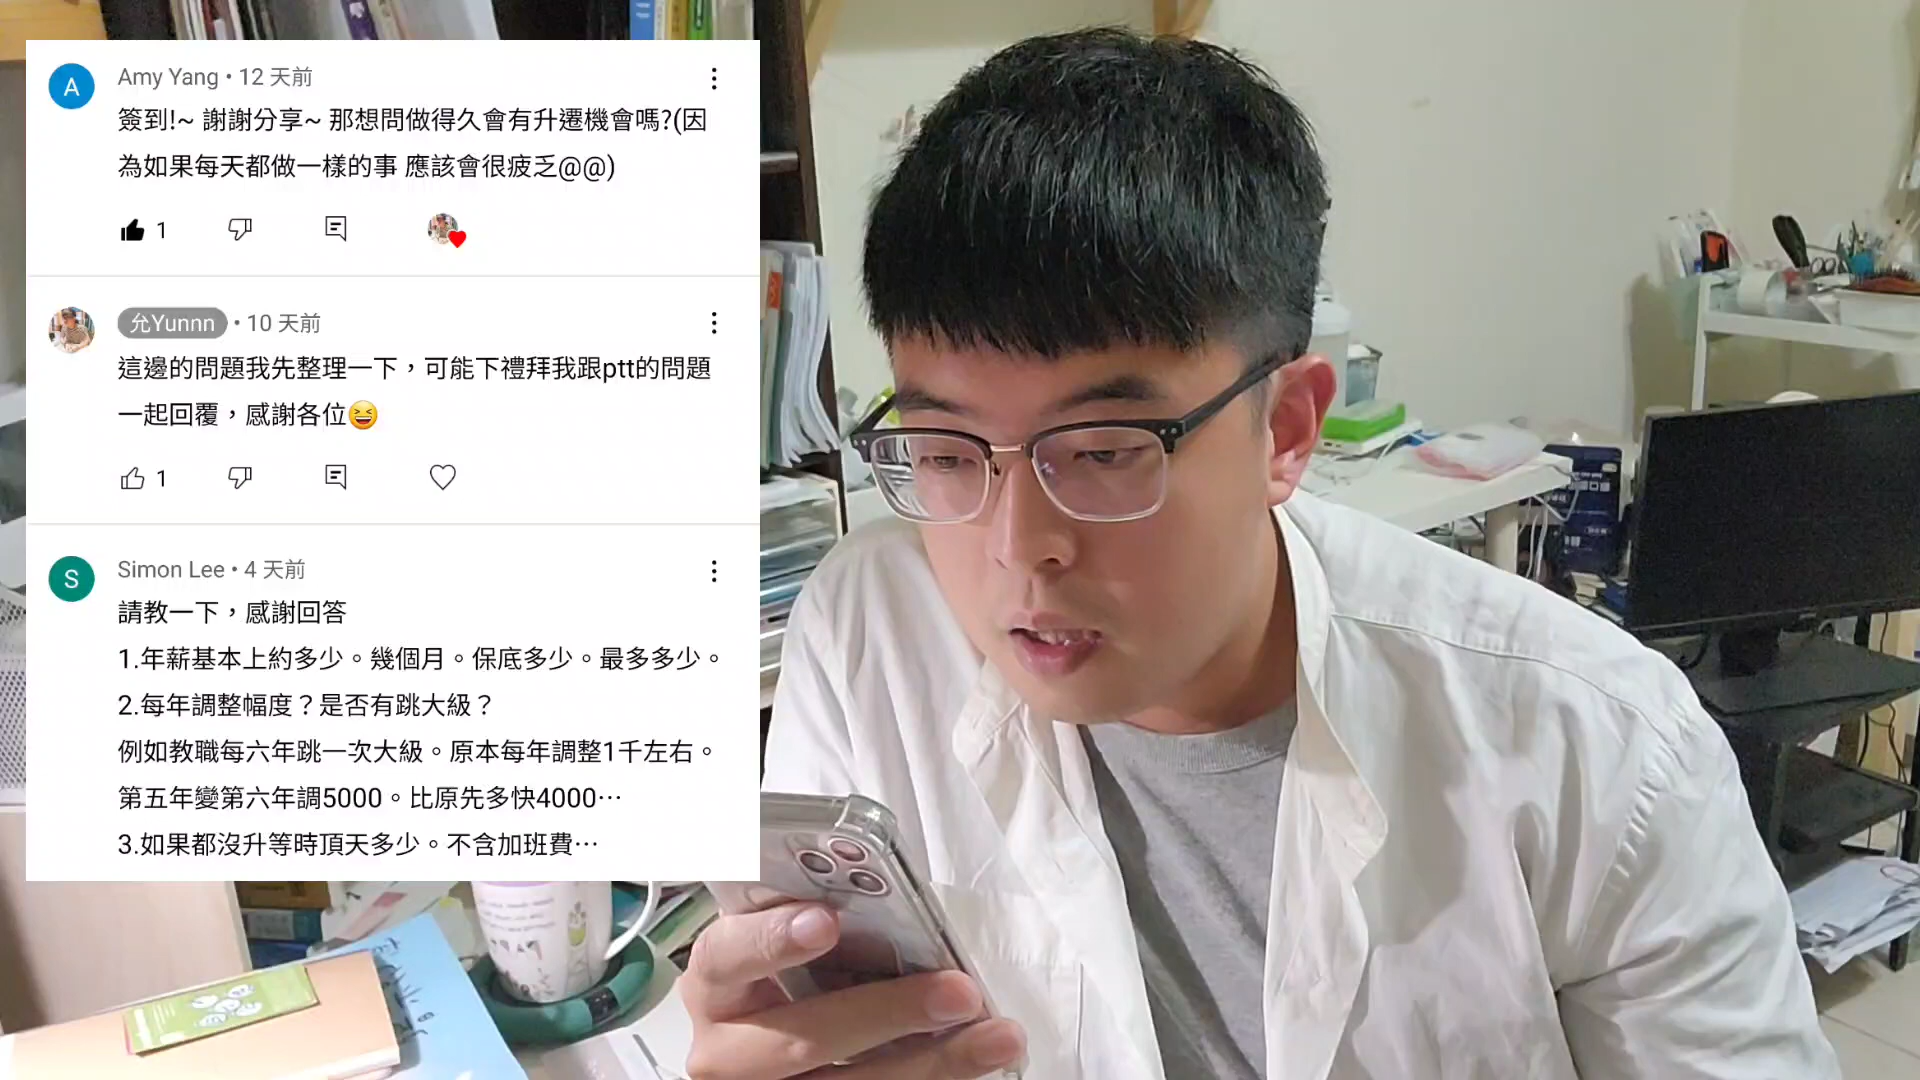 A
Amy Yang • 12 天前
簽到!~ 謝謝分享~ 那想問做得久會有升遷機會嗎?(因
為如果每天都做一樣的事 應該會很疲乏@@)
1
允Yunnn • 10 天前
這邊的問題我先整理一下，可能下禮拜我跟ptt的問題
一起回覆，感謝各位😆
1
S
Simon Lee • 4 天前
請教一下，感謝回答
1.年薪基本上約多少。幾個月。保底多少。最多多少。
2.每年調整幅度？是否有跳大級？
例如教職每六年跳一次大級。原本每年調整1千左右。
第五年變第六年調5000。比原先多快4000…
3.如果都沒升等時頂天多少。不含加班費…